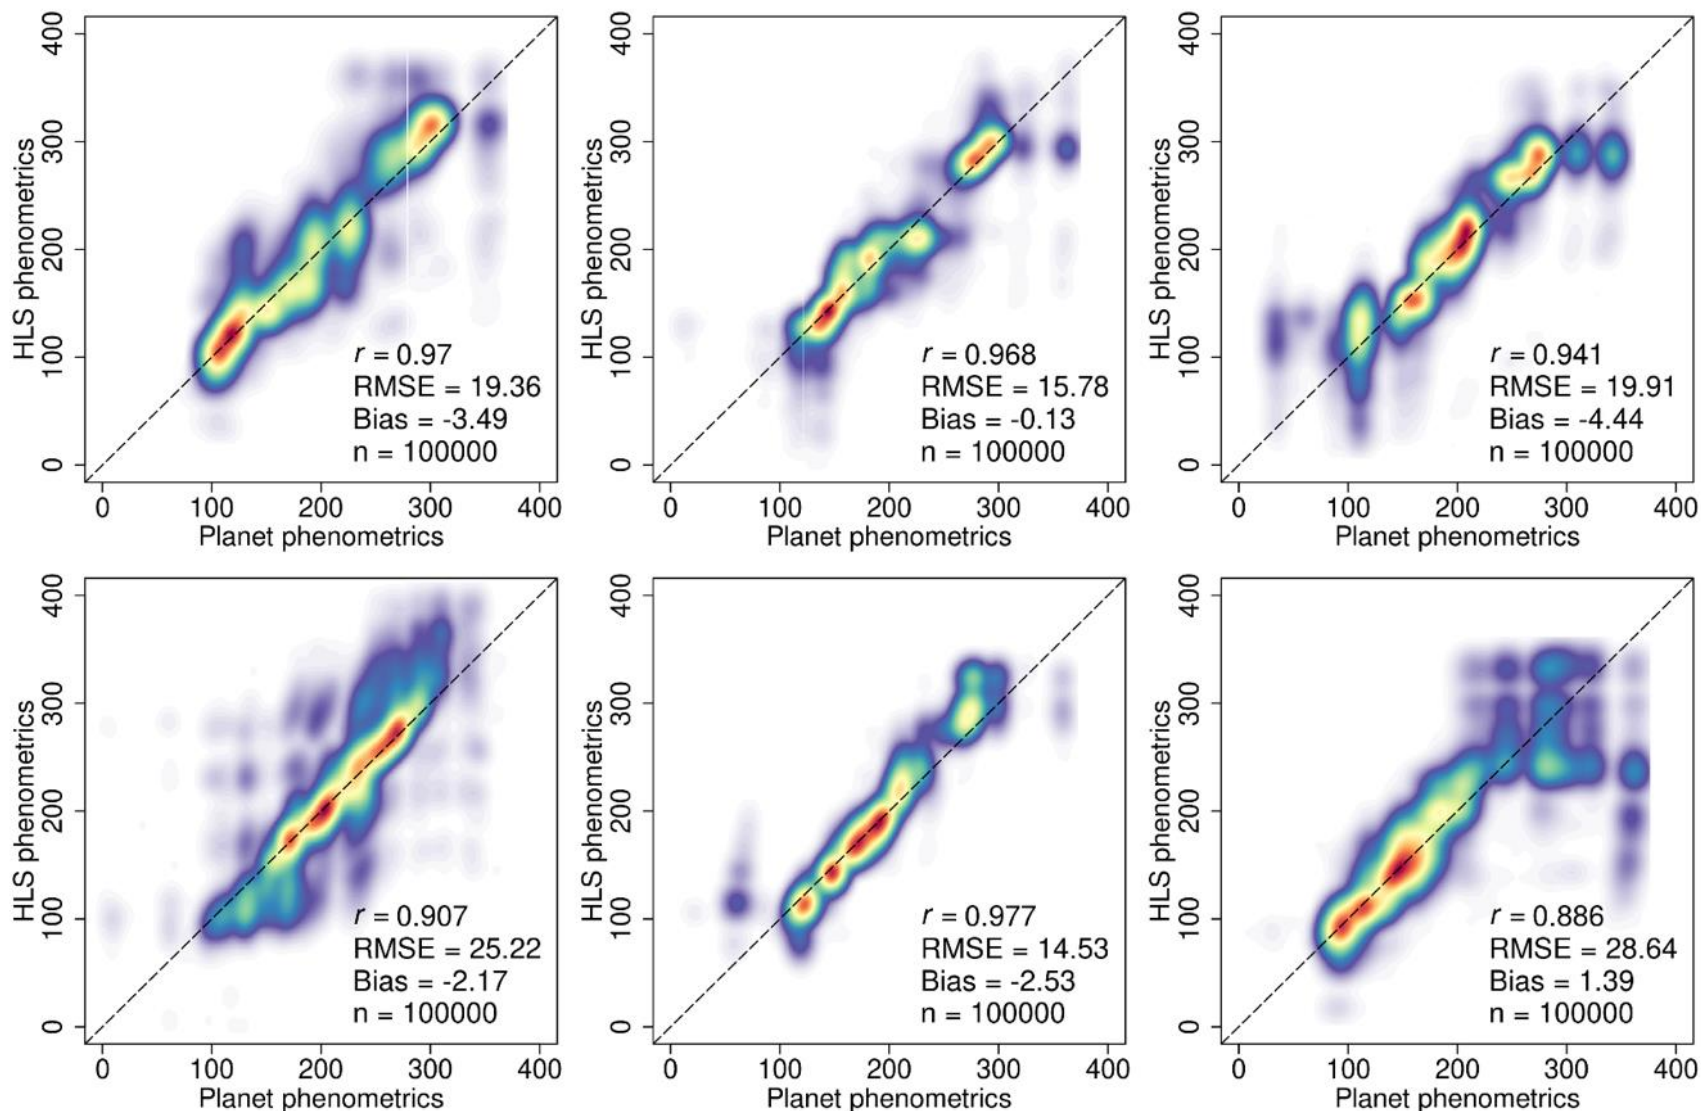 400
300
200
100
0
HLS phenometrics
r = 0.97
RMSE = 19.36
Bias = -3.49
n = 100000
0 100 200 300 400
Planet phenometrics
400
300
200
100
0
HLS phenometrics
r = 0.968
RMSE = 15.78
Bias = -0.13
n = 100000
0 100 200 300 400
Planet phenometrics
400
300
200
100
0
HLS phenometrics
r = 0.941
RMSE = 19.91
Bias = -4.44
n = 100000
0 100 200 300 400
Planet phenometrics
400
300
200
100
0
HLS phenometrics
r = 0.907
RMSE = 25.22
Bias = -2.17
n = 100000
0 100 200 300 400
Planet phenometrics
400
300
200
100
0
HLS phenometrics
r = 0.977
RMSE = 14.53
Bias = -2.53
n = 100000
0 100 200 300 400
Planet phenometrics
400
300
200
100
0
HLS phenometrics
r = 0.886
RMSE = 28.64
Bias = 1.39
n = 100000
0 100 200 300 400
Planet phenometrics